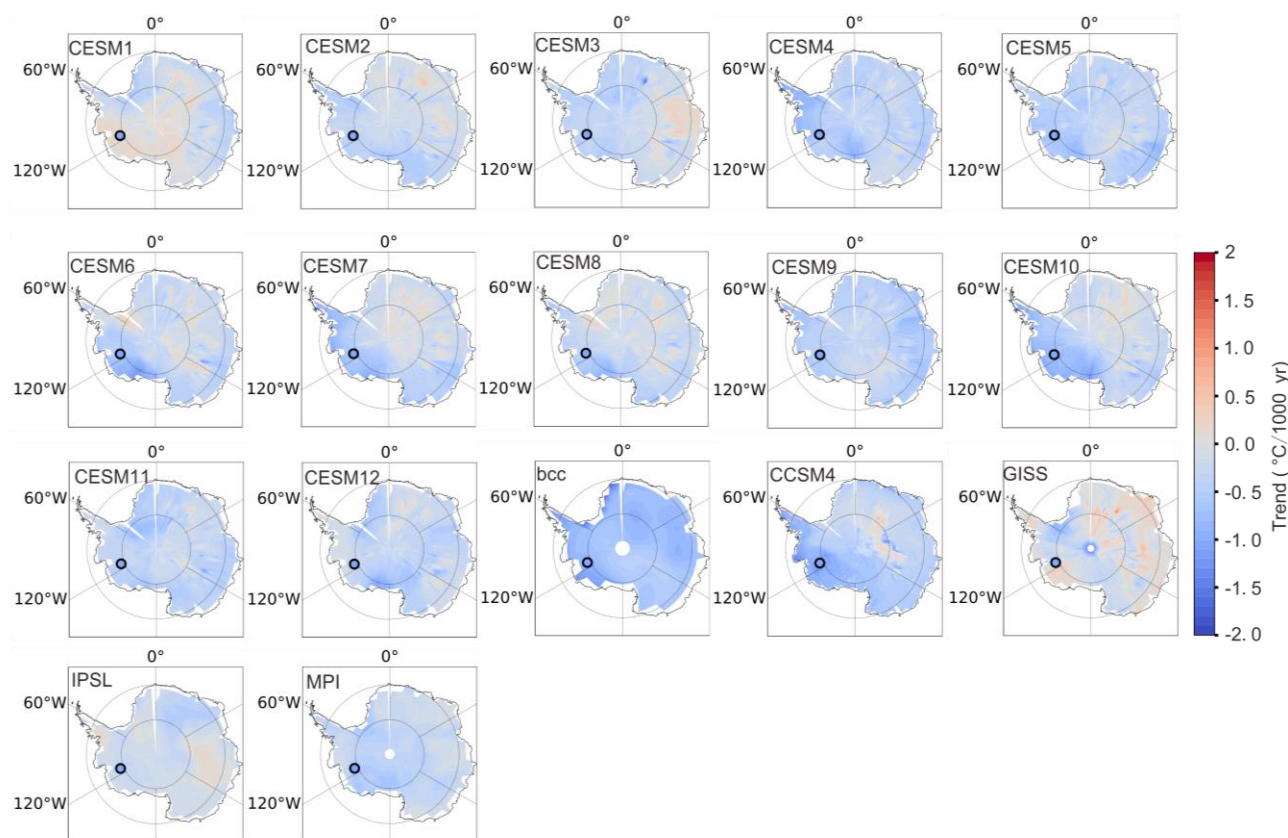 0° 0° 0° 0° 0°
CESM1 CESM2 CESM3 CESM4 CESM5
60°W 60°W 60°W 60°W 60°W
120°W 120°W 120°W 120°W 120°W
0° 0° 0° 0° 0°
CESM6 CESM7 CESM8 CESM9 CESM10
60°W 60°W 60°W 60°W 60°W
120°W 120°W 120°W 120°W 120°W
0° 0° 0° 0° 0°
CESM11 CESM12 bcc CCSM4 GISS
60°W 60°W 60°W 60°W 60°W
120°W 120°W 120°W 120°W 120°W
0° 0°
IPSL MPI
60°W 60°W
120°W 120°W
2
1.5
1. 0
0.5
0.0
-0.5
-1.0
-1.5
-2.0
Trend ( °C/1000 yr)